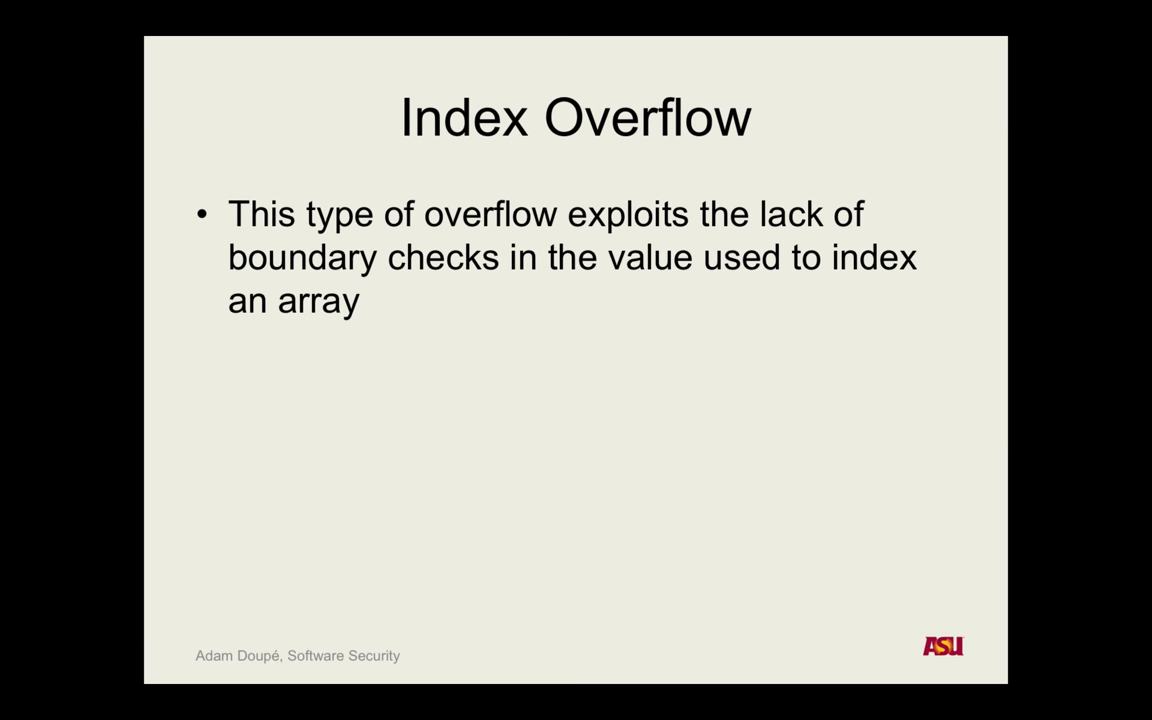 Index Overflow
• This type of overflow exploits the lack of
boundary checks in the value used to index
an array
Adam Doupé, Software Security
ASU